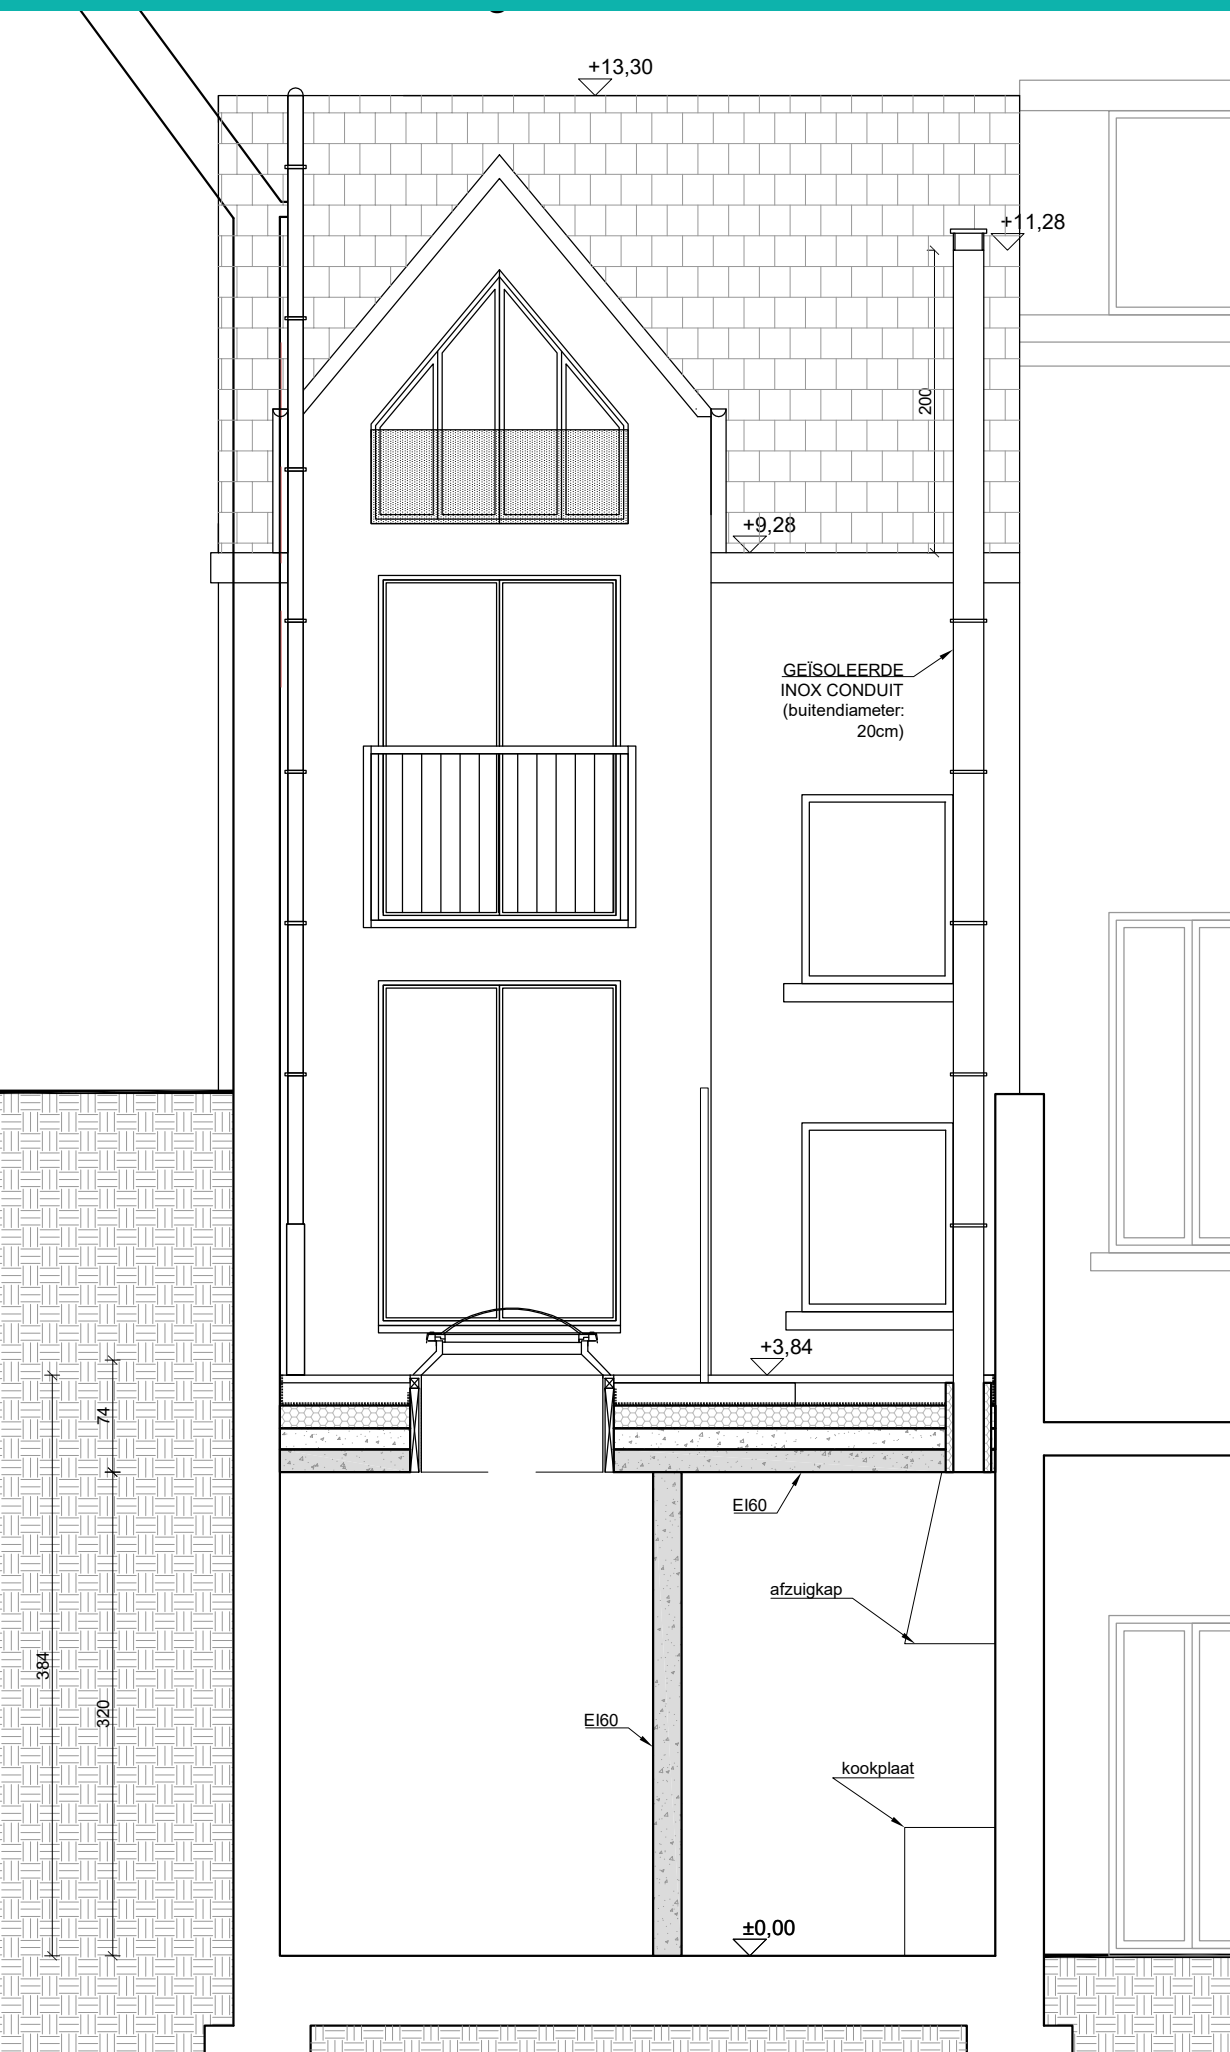 +13,30
+11,28
200
+9,28
GEÏSOLEERDE
INOX CONDUIT
(buitendiameter:
20cm)
+3,84
74
EI60
afzuigkap
384
320
EI60
kookplaat
±0,00